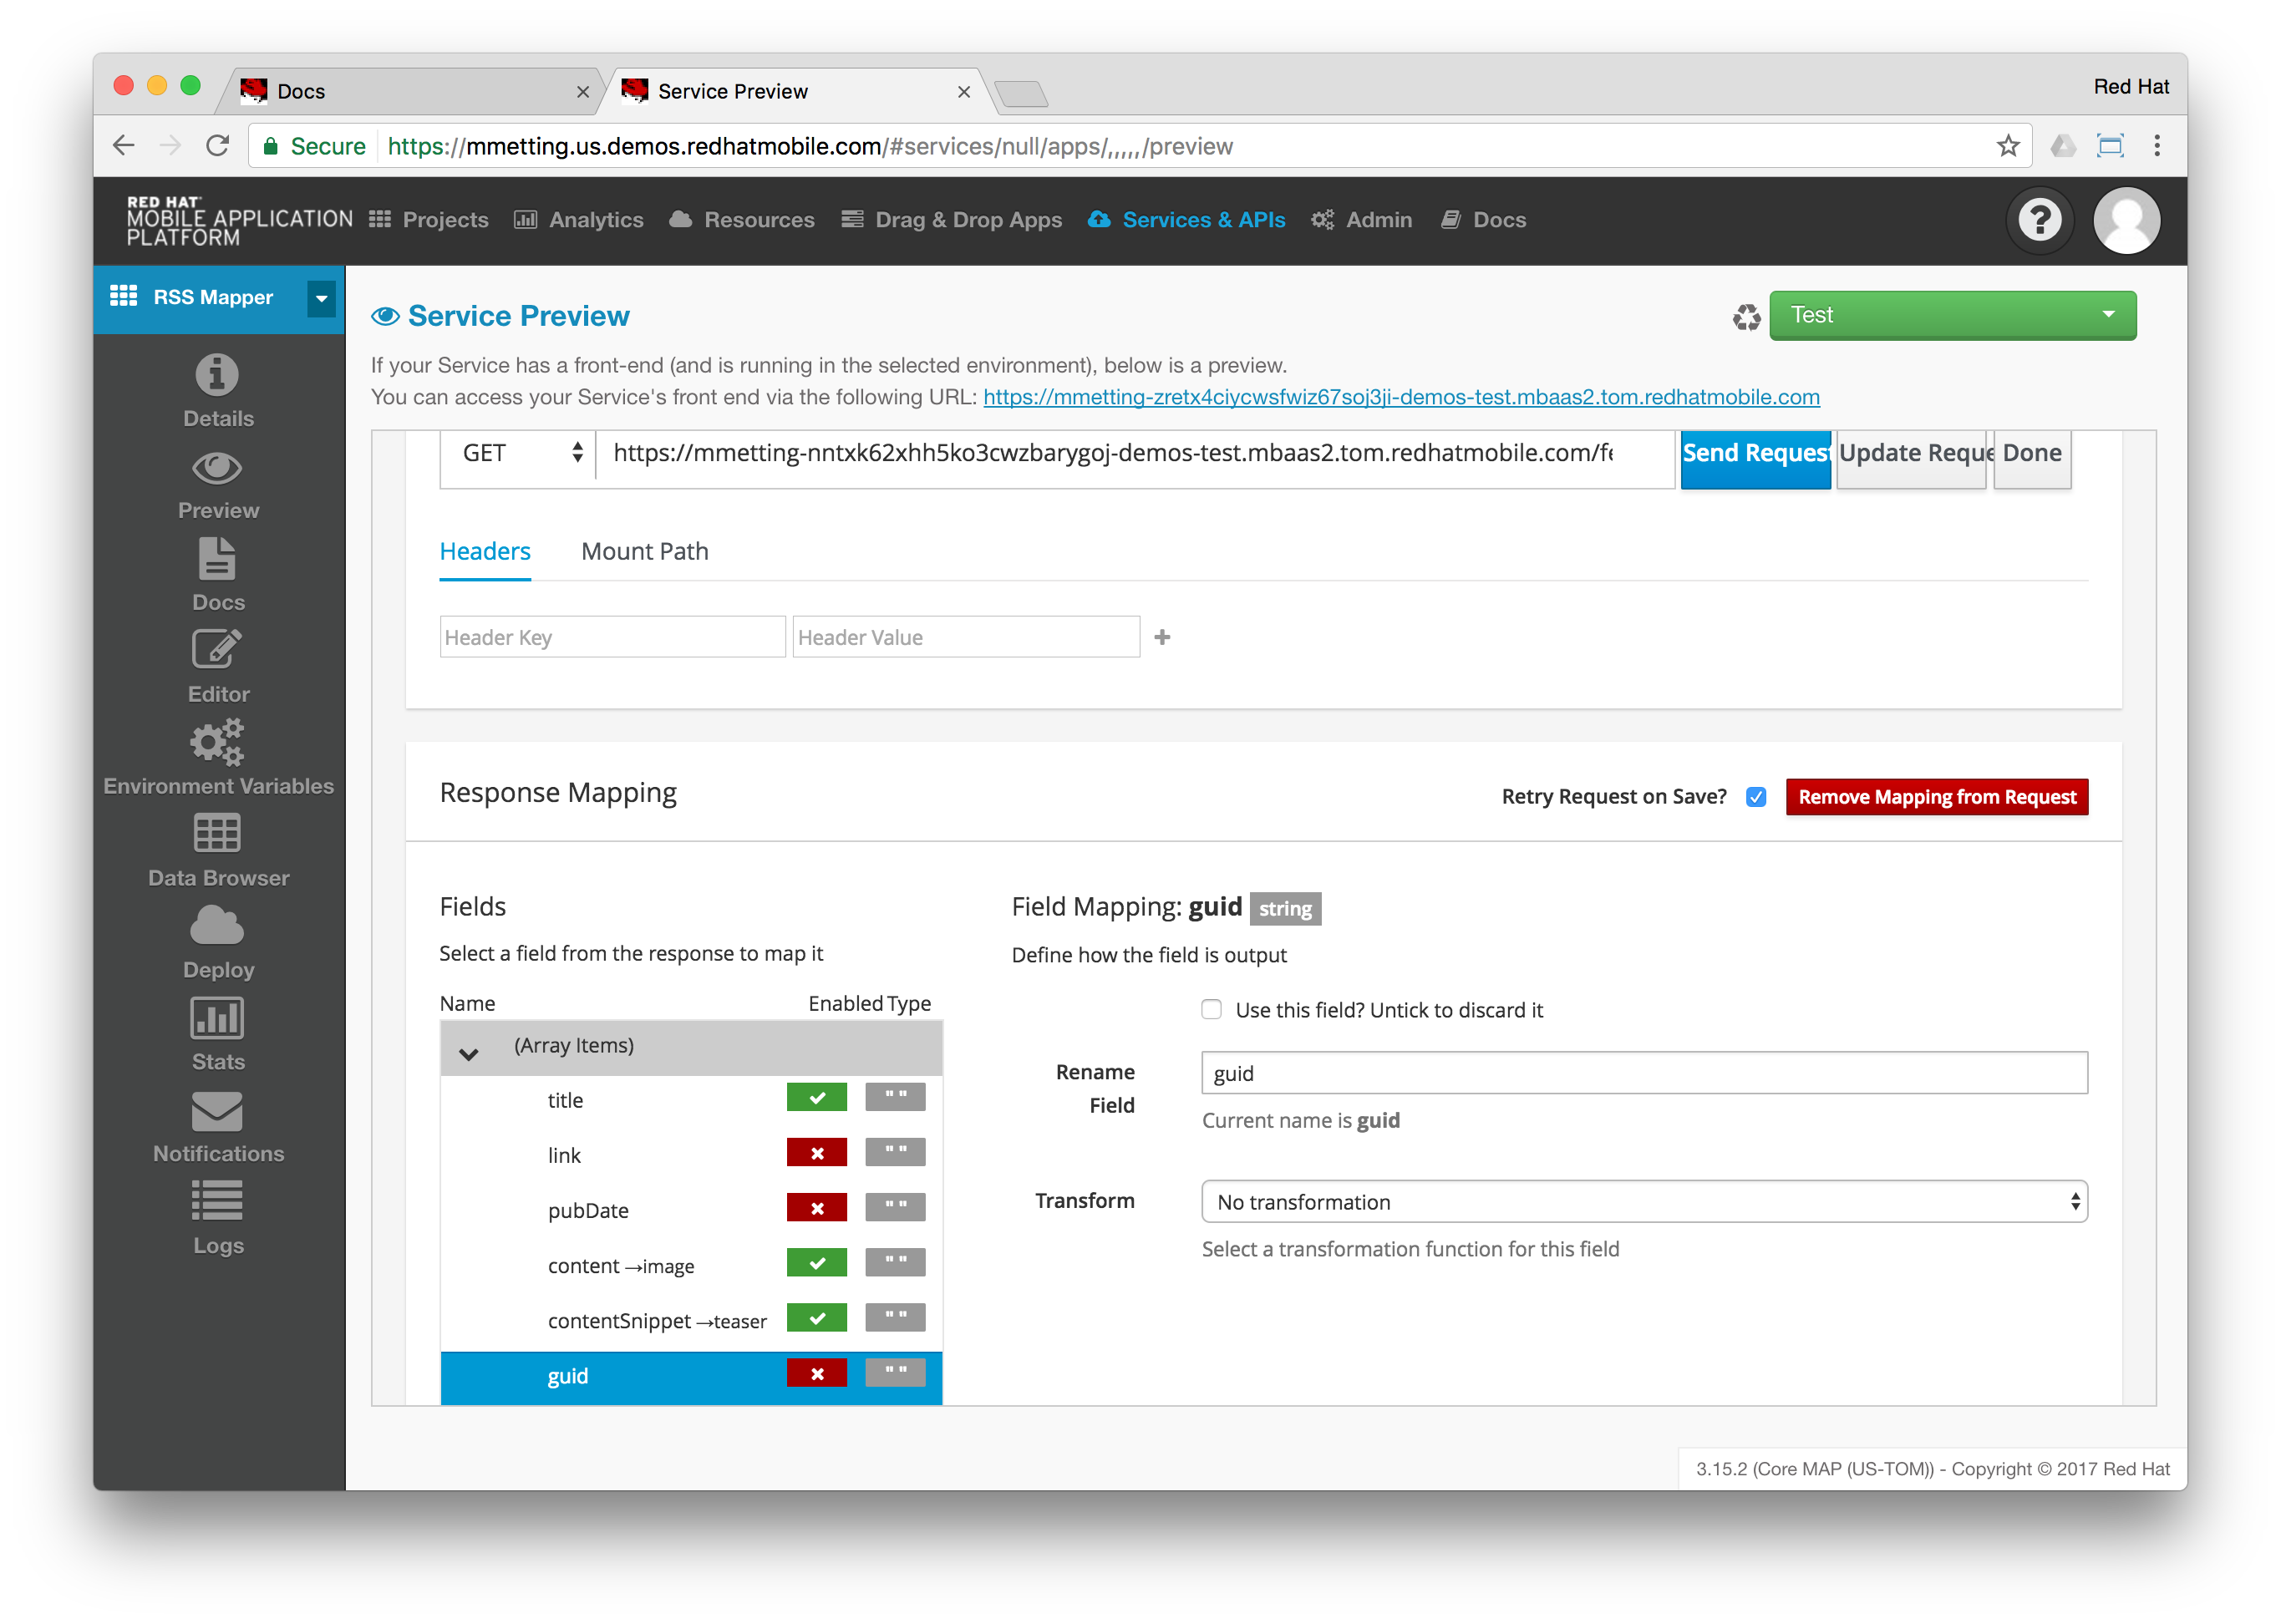 Docs
Service Preview
Red Hat
Secure https://mmetting.us.demos.redhatmobile.com/#services/null/apps/,,,,,/preview
RED HAT
MOBILE APPLICATION
PLATFORM
Projects
Analytics
Resources
Drag & Drop Apps
Services & APIs
Admin
Docs
RSS Mapper
Details
Preview
Docs
Editor
Environment Variables
Data Browser
Deploy
Stats
Notifications
Logs
Service Preview
Test
If your Service has a front-end (and is running in the selected environment), below is a preview.
You can access your Service's front end via the following URL: https://mmetting-zretx4ciycwsfwiz67soj3ji-demos-test.mbaas2.tom.redhatmobile.com
GET
https://mmetting-nntxk62xhh5ko3cwzbarygoj-demos-test.mbaas2.tom.redhatmobile.com/fe
Send Request
Update Reque
Done
Headers
Mount Path
Header Key
Header Value
Response Mapping
Retry Request on Save?
Remove Mapping from Request
Fields
Select a field from the response to map it
Name Enabled Type
(Array Items)
title " "
link " "
pubDate " "
content →image " "
contentSnippet →teaser " "
guid " "
Field Mapping: guid string
Define how the field is output
Use this field? Untick to discard it
Rename
Field
guid
Current name is guid
Transform
No transformation
Select a transformation function for this field
3.15.2 (Core MAP (US-TOM)) - Copyright © 2017 Red Hat